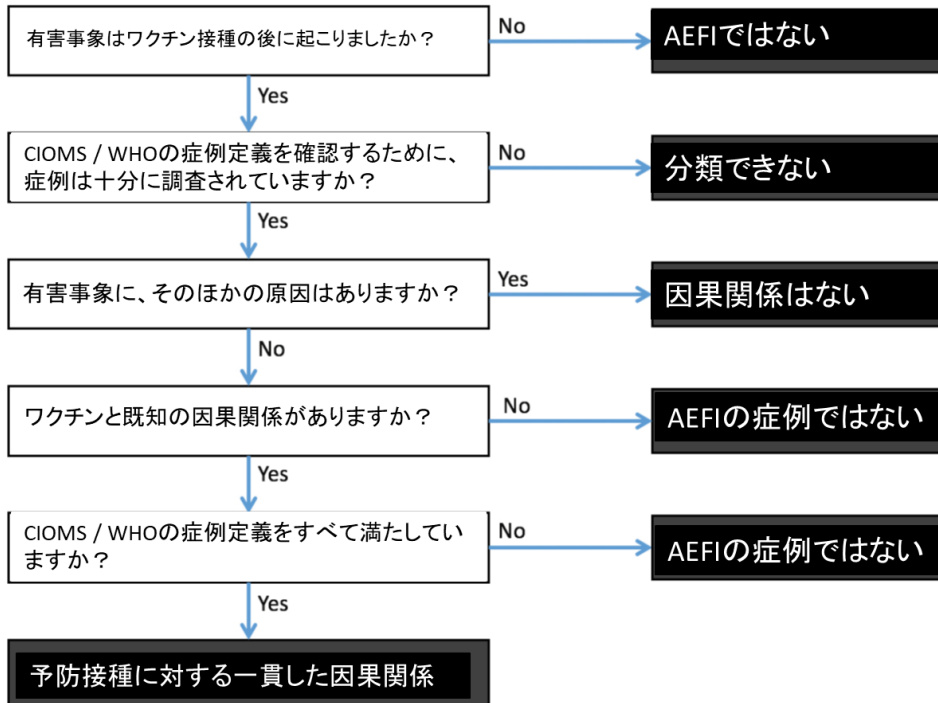 有害事象はワクチン接種の後に起こりましたか？
No
AEFIではない
Yes
CIOMS / WHOの症例定義を確認するために、
症例は十分に調査されていますか？
No
分類できない
Yes
有害事象に、そのほかの原因はありますか？
Yes
因果関係はない
No
ワクチンと既知の因果関係がありますか？
No
AEFIの症例ではない
Yes
CIOMS / WHOの症例定義をすべて満たしてい
ますか？
No
AEFIの症例ではない
Yes
予防接種に対する一貫した因果関係